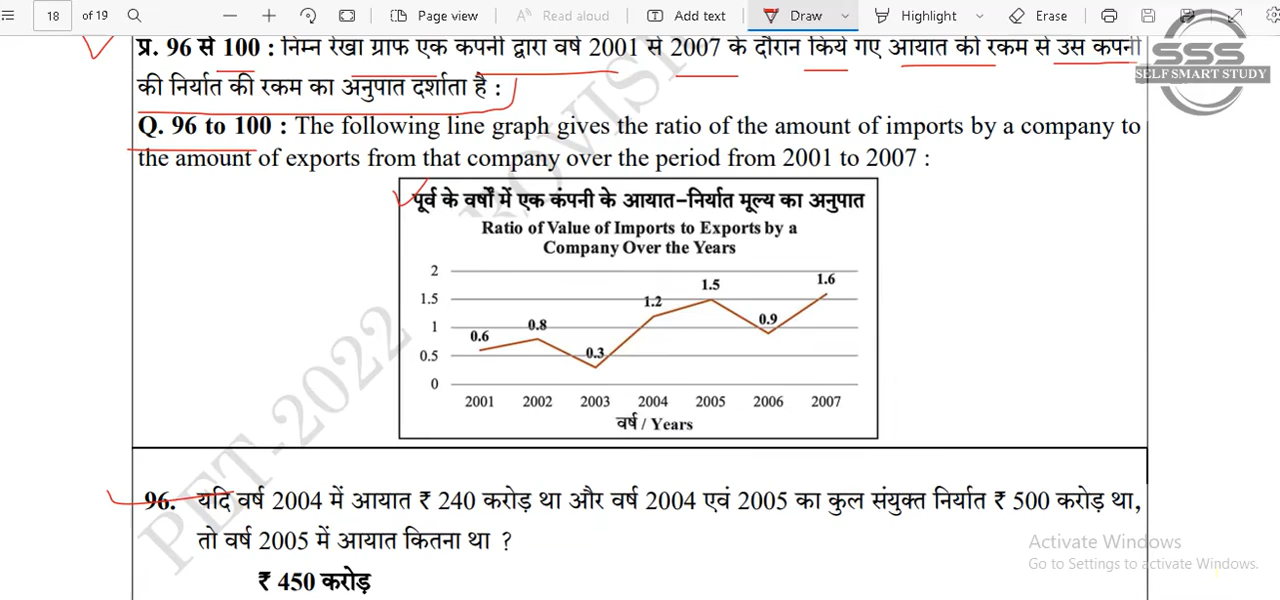 18 of 19 Page view Read aloud Add text Draw Highlight Erase
प्र. 96 से 100 : निम्न रेखा ग्राफ एक कंपनी द्वारा वर्ष 2001 से 2007 के दौरान किये गए आयात की रकम से उस कंपनी
SSS
SELF SMART STUDY
की निर्यात की रकम का अनुपात दर्शाता है :
Q. 96 to 100 : The following line graph gives the ratio of the amount of imports by a company to
the amount of exports from that company over the period from 2001 to 2007 :
पूर्व के वर्षों में एक कंपनी के आयात–निर्यात मूल्य का अनुपात
Ratio of Value of Imports to Exports by a
Company Over the Years
2
1.5
1
0.5
0
0.6 0.8 0.3 1.2 1.5 0.9 1.6
2001 2002 2003 2004 2005 2006 2007
वर्ष / Years
PET-2022
96. यदि वर्ष 2004 में आयात ₹ 240 करोड़ था और वर्ष 2004 एवं 2005 का कुल संयुक्त निर्यात ₹ 500 करोड़ था,
तो वर्ष 2005 में आयात कितना था ?
₹ 450 करोड़
Activate Windows
Go to Settings to activate Windows.